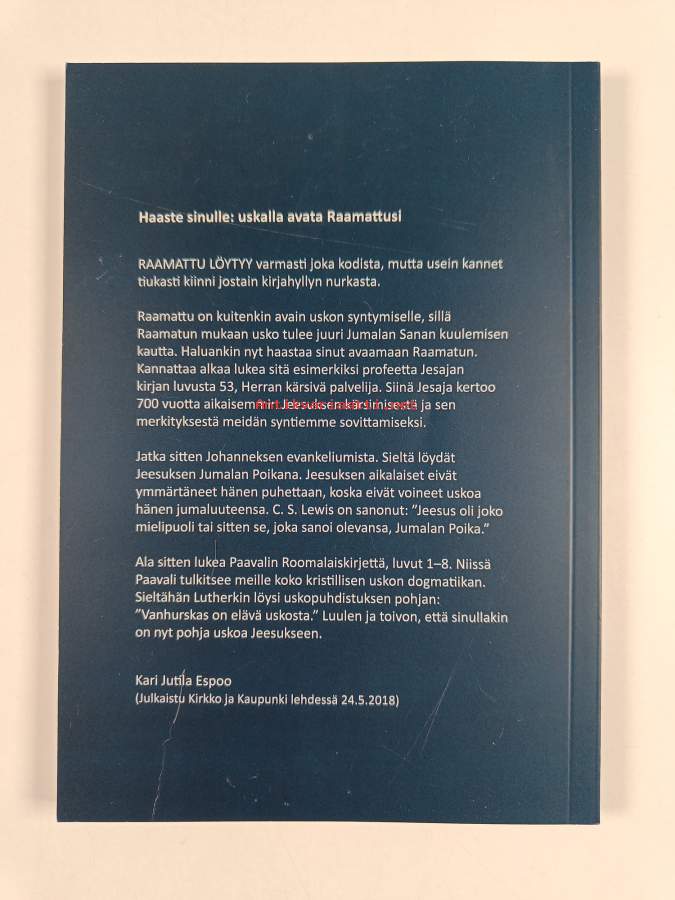 Haaste sinulle: uskalla avata Raamattusi
RAAMATTU LÖYTYY varmasti joka kodista, mutta usein kannet
tiukasti kiinni jostain kirjahyllyn nurkasta.
Raamattu on kuitenkin avain uskon syntymiselle, sillä
Raamatun mukaan usko tulee juuri Jumalan Sanan kuulemisen
kautta. Haluankin nyt haastaa sinut avaamaan Raamatun.
Kannattaa alkaa lukea sitä esimerkiksi profeetta Jesajan
kirjan luvusta 53, Herran kärsivä palvelija. Siinä Jesaja kertoo
700 vuotta aikaisemmin Jeesuksen kärsimisestä ja sen
merkityksestä meidän syntiemme sovittamiseksi.
Jatka sitten Johanneksen evankeliumista. Sieltä löydät
Jeesuksen Jumalan Poikana. Jeesuksen aikalaiset eivät
ymmärtäneet hänen puhettaan, koska eivät voineet uskoa
hänen jumaluuteensa. C. S. Lewis on sanonut: ”Jeesus oli joko
mielipuoli tai sitten se, joka sanoi olevansa, Jumalan Poika.”
Ala sitten lukea Paavalin Roomalaiskirjettä, luvut 1–8. Niissä
Paavali tulkitsee meille koko kristillisen uskon dogmatiikan.
Sieltähän Lutherkin löysi uskopuhdistuksen pohjan:
”Vanhurskas on elävä uskosta.” Luulen ja toivon, että sinullakin
on nyt pohja uskoa Jeesukseen.
Kari Jutila Espoo
(Julkaistu Kirkko ja Kaupunki lehdessä 24.5.2018)